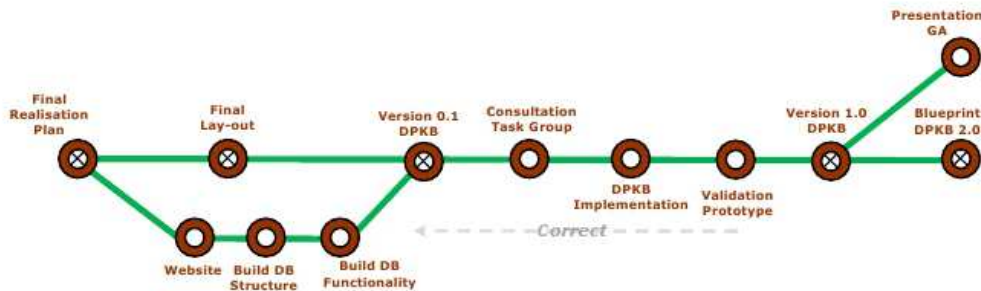 Presentation
GA
Final
Realisation
Plan
Final
Lay-out
Version 0.1
DPKB
Consultation
Task Group
Version 1.0
DPKB
Blueprint
DPKB 2.0
DPKB
Implementation
Validation
Prototype
Correct
Website
Build DB
Structure
Build DB
Functionality